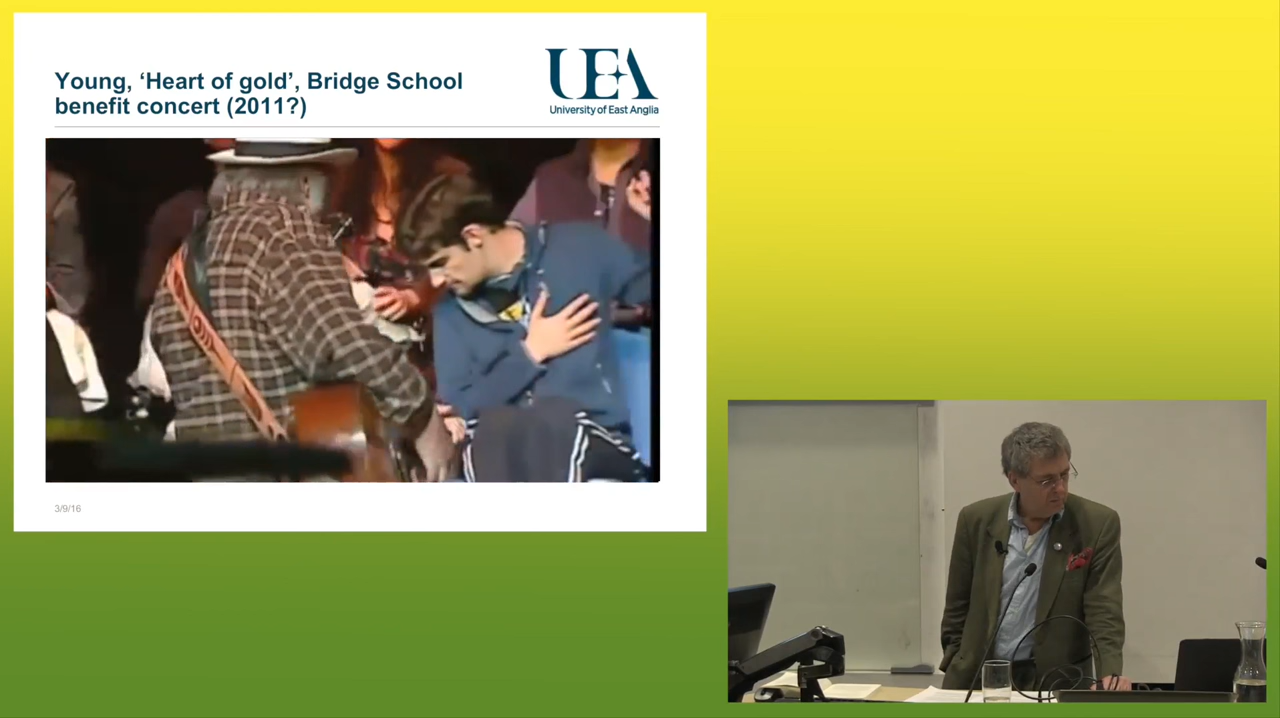 Young, ‘Heart of gold’, Bridge School
benefit concert (2011?)
UEA
University of East Anglia
3/9/16